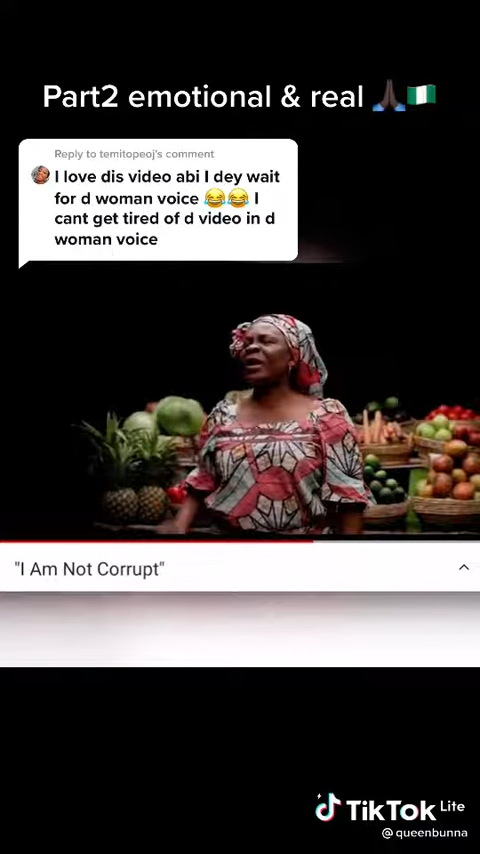 Part2 emotional & real 🙏🏿🇳🇬
Reply to temitopeoj's comment
I love dis video abi I dey wait
for d woman voice 😂😂 I
cant get tired of d video in d
woman voice
"I Am Not Corrupt"
TikTok Lite
@queenbunna